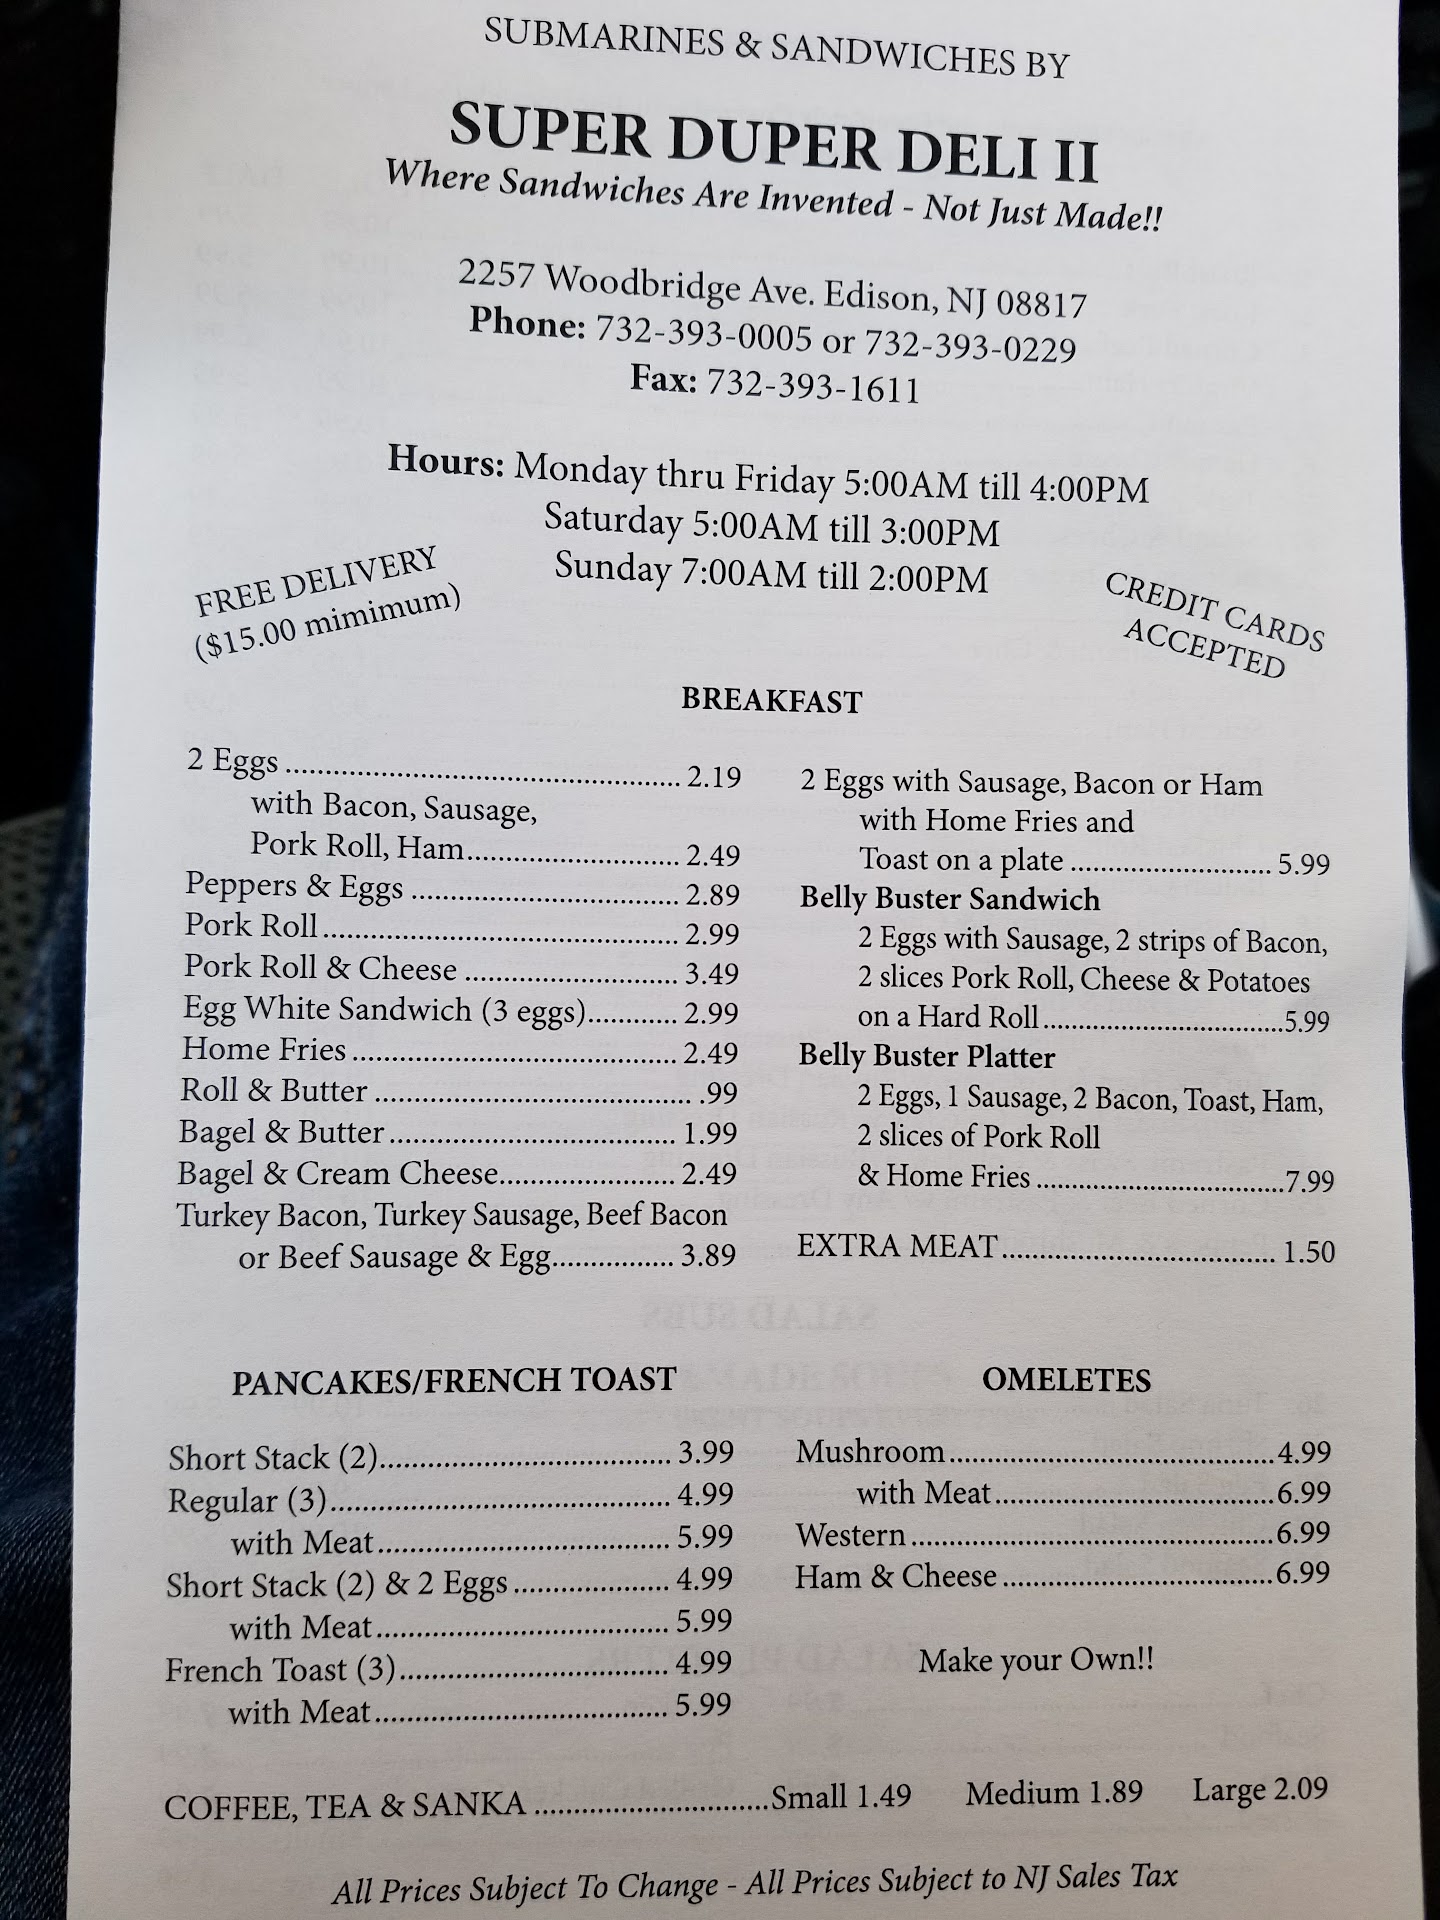 SUBMARINES & SANDWICHES BY
SUPER DUPER DELI II
Where Sandwiches Are Invented - Not Just Made!!
2257 Woodbridge Ave. Edison, NJ 08817
Phone: 732-393-0005 or 732-393-0229
Fax: 732-393-1611
Hours: Monday thru Friday 5:00AM till 4:00PM
Saturday 5:00AM till 3:00PM
Sunday 7:00AM till 2:00PM
FREE DELIVERY
($15.00 mimimum)
CREDIT CARDS
ACCEPTED
BREAKFAST
2 Eggs 2.19
with Bacon, Sausage,
Pork Roll, Ham 2.49
Peppers & Eggs 2.89
Pork Roll 2.99
Pork Roll & Cheese 3.49
Egg White Sandwich (3 eggs) 2.99
Home Fries 2.49
Roll & Butter .99
Bagel & Butter 1.99
Bagel & Cream Cheese 2.49
Turkey Bacon, Turkey Sausage, Beef Bacon
or Beef Sausage & Egg 3.89
2 Eggs with Sausage, Bacon or Ham
with Home Fries and
Toast on a plate 5.99
Belly Buster Sandwich
2 Eggs with Sausage, 2 strips of Bacon,
2 slices Pork Roll, Cheese & Potatoes
on a Hard Roll 5.99
Belly Buster Platter
2 Eggs, 1 Sausage, 2 Bacon, Toast, Ham,
2 slices of Pork Roll
& Home Fries 7.99
EXTRA MEAT 1.50
PANCAKES/FRENCH TOAST
Short Stack (2) 3.99
Regular (3) 4.99
with Meat 5.99
Short Stack (2) & 2 Eggs 4.99
with Meat 5.99
French Toast (3) 4.99
with Meat 5.99
OMELETES
Mushroom 4.99
with Meat 6.99
Western 6.99
Ham & Cheese 6.99
Make your Own!!
COFFEE, TEA & SANKA Small 1.49 Medium 1.89 Large 2.09
All Prices Subject To Change - All Prices Subject to NJ Sales Tax